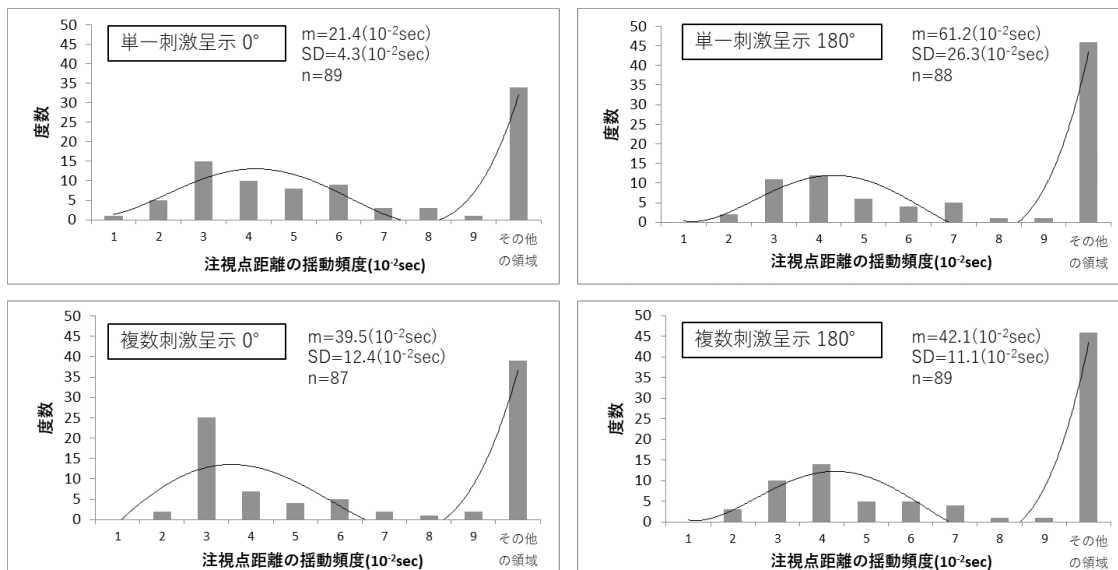 単一刺激呈示 0°
m=21.4(10⁻²sec)
SD=4.3(10⁻²sec)
n=89
度数
50
45
40
35
30
25
20
15
10
5
0
1 2 3 4 5 6 7 8 9 その他
の領域
注視点距離の揺動頻度(10⁻²sec)
単一刺激呈示 180°
m=61.2(10⁻²sec)
SD=26.3(10⁻²sec)
n=88
度数
50
45
40
35
30
25
20
15
10
5
0
1 2 3 4 5 6 7 8 9 その他
の領域
注視点距離の揺動頻度(10⁻²sec)
複数刺激呈示 0°
m=39.5(10⁻²sec)
SD=12.4(10⁻²sec)
n=87
度数
50
45
40
35
30
25
20
15
10
5
0
1 2 3 4 5 6 7 8 9 その他
の領域
注視点距離の揺動頻度(10⁻²sec)
複数刺激呈示 180°
m=42.1(10⁻²sec)
SD=11.1(10⁻²sec)
n=89
度数
50
45
40
35
30
25
20
15
10
5
0
1 2 3 4 5 6 7 8 9 その他
の領域
注視点距離の揺動頻度(10⁻²sec)